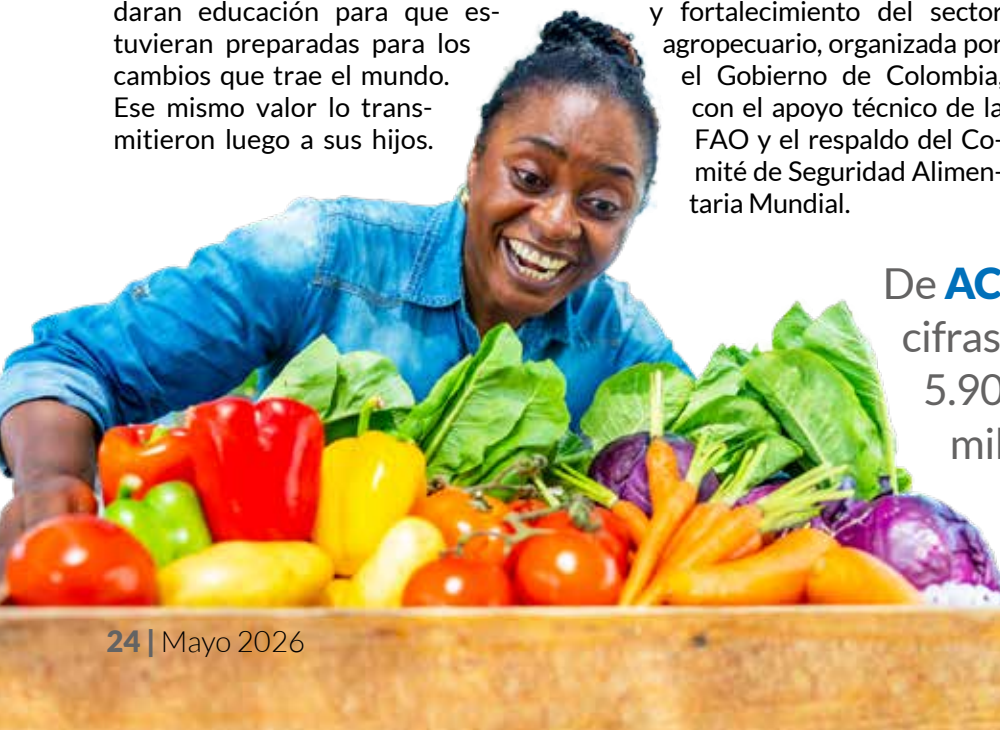 daran educación para que es-
tuvieran preparadas para los
cambios que trae el mundo.
Ese mismo valor lo trans-
mitieron luego a sus hijos.
y fortalecimiento del sector
agropecuario, organizada por
el Gobierno de Colombia,
con el apoyo técnico de la
FAO y el respaldo del Co-
mité de Seguridad Alimen-
taria Mundial.
De AC
cifras
5.90
mil
24 | Mayo 2026